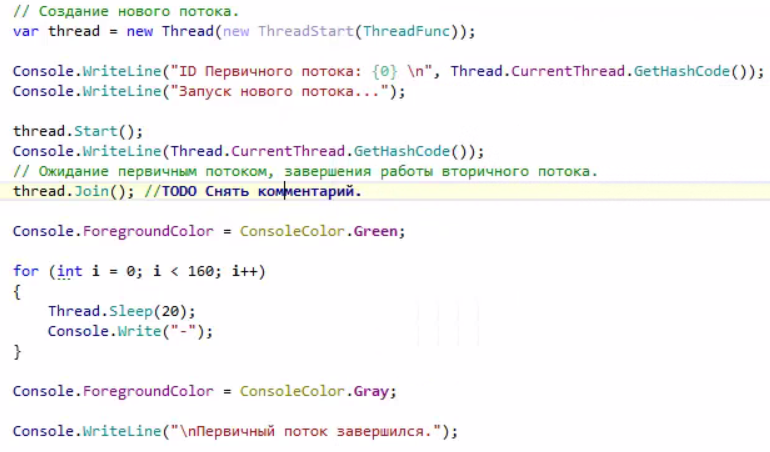 // Создание нового потока.
var thread = new Thread(new ThreadStart(ThreadFunc));
Console.WriteLine("ID Первичного потока: {0} \n", Thread.CurrentThread.GetHashCode());
Console.WriteLine("Запуск нового потока...");
thread.Start();
Console.WriteLine(Thread.CurrentThread.GetHashCode());
// Ожидание первичным потоком, завершения работы вторичного потока.
thread.Join(); //TODO Снять комментарий.
Console.ForegroundColor = ConsoleColor.Green;
for (int i = 0; i < 160; i++)
{
    Thread.Sleep(20);
    Console.Write("-");
}
Console.ForegroundColor = ConsoleColor.Gray;
Console.WriteLine("\nПервичный поток завершился.");